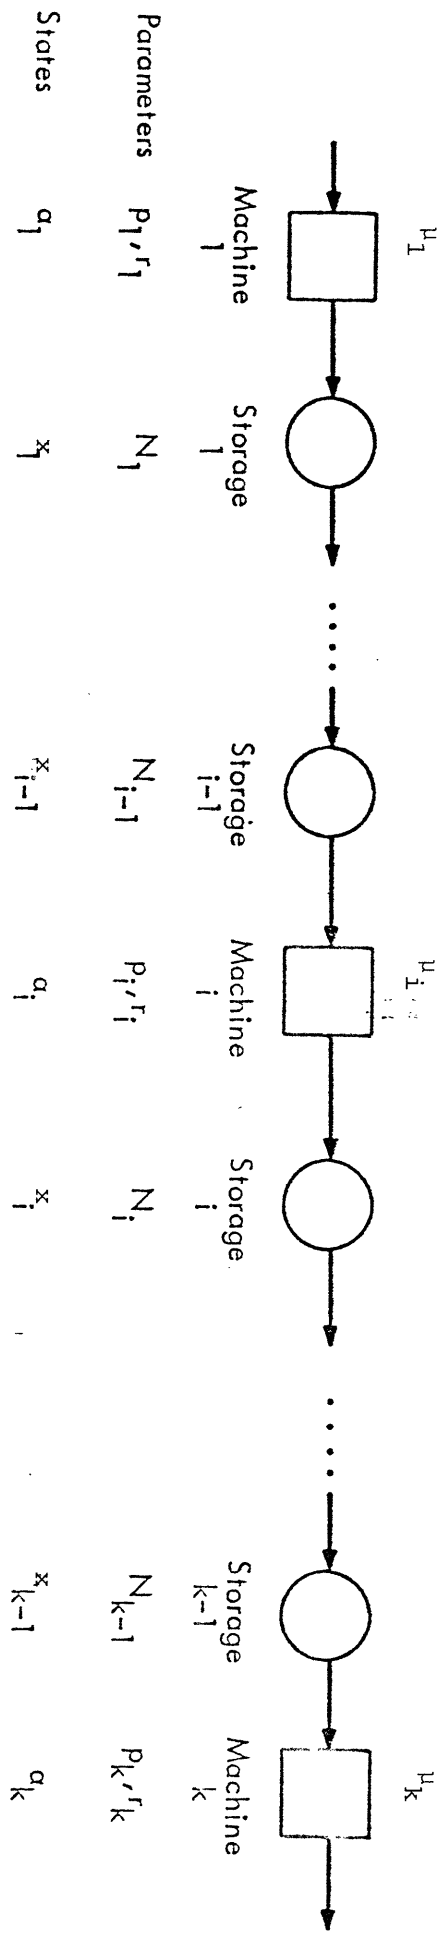 μ1 μi μk
Machine Storage Storage Machine Storage Storage Machine
1 1 i-1 i i k-1 k
Parameters p1,r1 N1 Ni-1 pi,ri Ni Nk-1 pk,rk
States α1 x1 xi-1 αi xi xk-1 αk